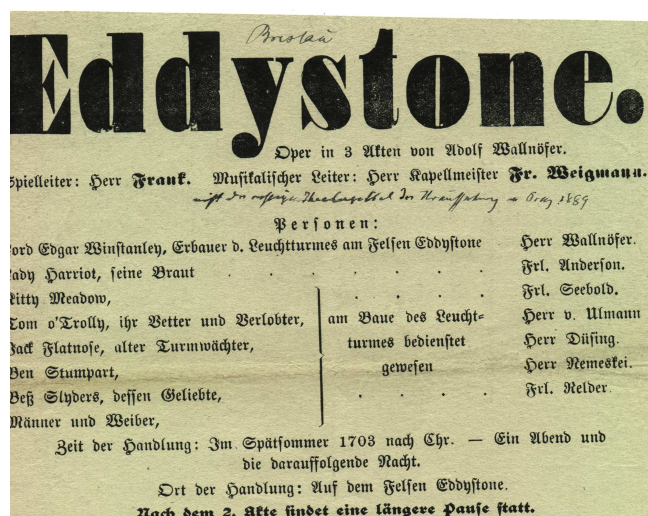 Breslau
Eddystone.
Oper in 3 Akten von Adolf Wallnöfer.
Spielleiter: Herr Frank. Musikalischer Leiter: Herr Kapellmeister Fr. Weigmann.
Prag 1889
Personen:
ord Edgar Winstanley, Erbauer d. Leuchtturmes am Felsen Eddystone Herr Wallnöfer.
ady Harriot, seine Braut . . . . . . . Frl. Anderson.
Kitty Meadow, . . . . Frl. Seebold.
Tom o'Trolly, ihr Vetter und Verlobter, am Baue des Leucht- Herr v. Ulmann
Jack Flatnose, alter Turmwächter, turmes bedienstet Herr Düsing.
Ben Stumpart, gewesen Herr Nemeskei.
Beß Slyders, dessen Geliebte, . . . . Frl. Relder.
Männer und Weiber,
Zeit der Handlung: Im Spätsommer 1703 nach Chr. — Ein Abend und
die darauffolgende Nacht.
Ort der Handlung: Auf dem Felsen Eddystone.
Nach dem 2. Akte findet eine längere Pause statt.